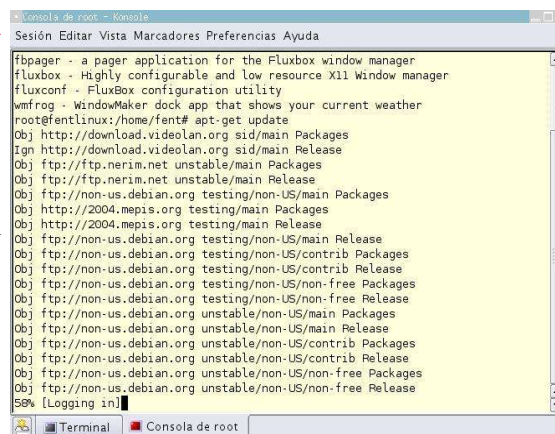 Consola de root - Konsole
Sesión Editar Vista Marcadores Preferencias Ayuda
fbpager - a pager application for the Fluxbox window manager
fluxbox - Highly configurable and low resource X11 Window manager
fluxconf - FluxBox configuration utility
wmfrog - WindowMaker dock app that shows your current weather
root@fentlinux:/home/fent# apt-get update
Obj http://download.videolan.org sid/main Packages
Ign http://download.videolan.org sid/main Release
Obj ftp://ftp.nerim.net unstable/main Packages
Obj ftp://ftp.nerim.net unstable/main Release
Obj ftp://non-us.debian.org testing/non-US/main Packages
Obj http://2004.mepis.org testing/main Packages
Obj http://2004.mepis.org testing/main Release
Obj ftp://non-us.debian.org testing/non-US/main Release
Obj ftp://non-us.debian.org testing/non-US/contrib Packages
Obj ftp://non-us.debian.org testing/non-US/contrib Release
Obj ftp://non-us.debian.org testing/non-US/non-free Packages
Obj ftp://non-us.debian.org testing/non-US/non-free Release
Obj ftp://non-us.debian.org unstable/non-US/main Packages
Obj ftp://non-us.debian.org unstable/non-US/main Release
Obj ftp://non-us.debian.org unstable/non-US/contrib Packages
Obj ftp://non-us.debian.org unstable/non-US/contrib Release
Obj ftp://non-us.debian.org unstable/non-US/non-free Packages
Obj ftp://non-us.debian.org unstable/non-US/non-free Release
58% [Logging in]
Terminal Consola de root